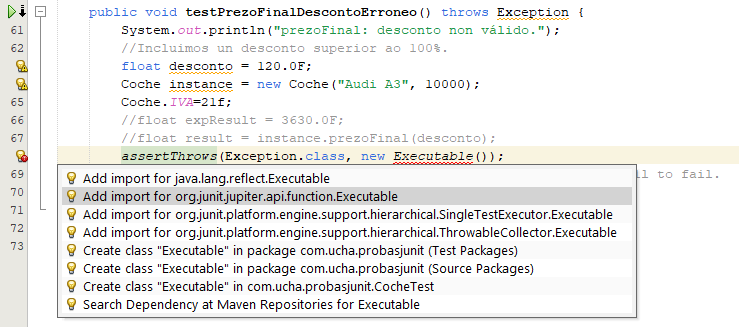 public void testPrezoFinalDescontoErroneo() throws Exception {
61 System.out.println("prezoFinal: desconto non válido.");
62 //Incluimos un desconto superior ao 100%.
float desconto = 120.0F;
Coche instance = new Coche("Audi A3", 10000);
65 Coche.IVA=21f;
66 //float expResult = 3630.0F;
67 //float result = instance.prezoFinal(desconto);
assertThrows(Exception.class, new Executable());
69 ll to fail.
Add import for java.lang.reflect.Executable
70 Add import for org.junit.jupiter.api.function.Executable
71 Add import for org.junit.platform.engine.support.hierarchical.SingleTestExecutor.Executable
72 Add import for org.junit.platform.engine.support.hierarchical.ThrowableCollector.Executable
73 Create class "Executable" in package com.ucha.probasjunit (Test Packages)
Create class "Executable" in package com.ucha.probasjunit (Source Packages)
Create class "Executable" in com.ucha.probasjunit.CocheTest
Search Dependency at Maven Repositories for Executable